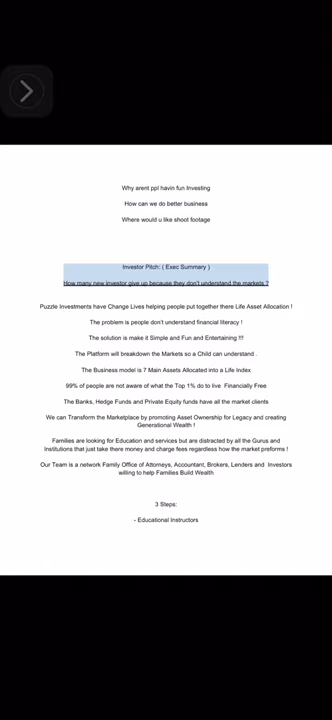 Why arent ppl havin fun Investing
How can we do better business
Where would u like shoot footage
Investor Pitch: ( Exec Summary )
How many new investor give up because they don't understand the markets ?
Puzzle Investments have Change Lives helping people put together there Life Asset Allocation !
The problem is people don't understand financial literacy !
The solution is make it Simple and Fun and Entertaining !!!
The Platform will breakdown the Markets so a Child can understand .
The Business model is 7 Main Assets Allocated into a Life Index
99% of people are not aware of what the Top 1% do to live  Financially Free
The Banks, Hedge Funds and Private Equity funds have all the market clients
We can Transform the Marketplace by promoting Asset Ownership for Legacy and creating
Generational Wealth !
Families are looking for Education and services but are distracted by all the Gurus and
Institutions that just take there money and charge fees regardless how the market preforms !
Our Team is a network Family Office of Attorneys, Accountant, Brokers, Lenders and  Investors
willing to help Families Build Wealth
3 Steps:
- Educational Instructors